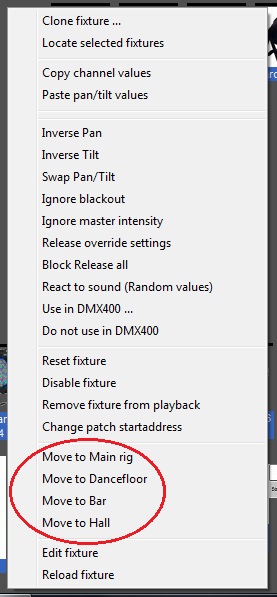 Clone fixture ...
Locate selected fixtures
Copy channel values
Paste pan/tilt values
Inverse Pan
Inverse Tilt
Swap Pan/Tilt
Ignore blackout
Ignore master intensity
Release override settings
Block Release all
React to sound (Random values)
Use in DMX400 ...
Do not use in DMX400
Reset fixture
Disable fixture
Remove fixture from playback
Change patch startaddress
Move to Main rig
Move to Dancefloor
Move to Bar
Move to Hall
Edit fixture
Reload fixture